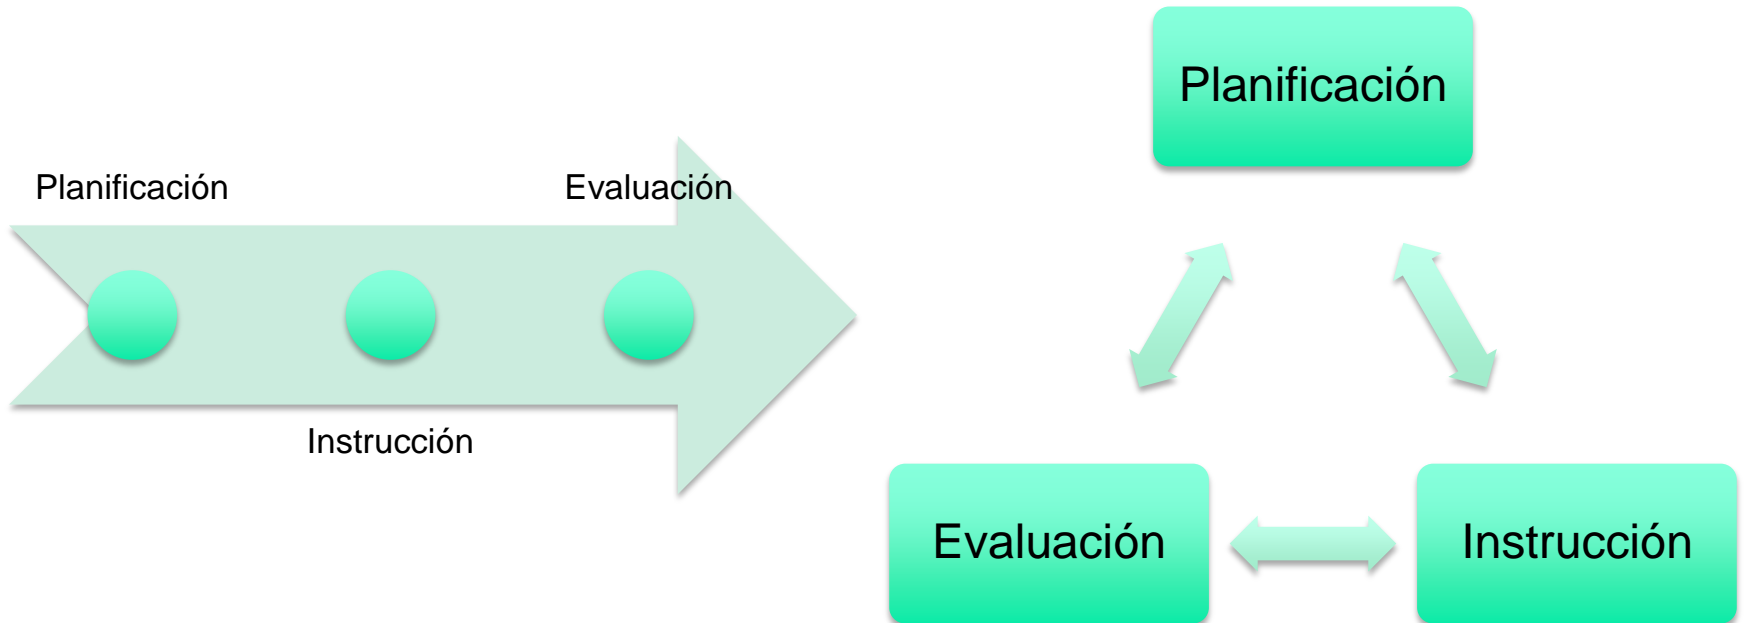 Planificación
Evaluación
Instrucción
Planificación
Evaluación
Instrucción